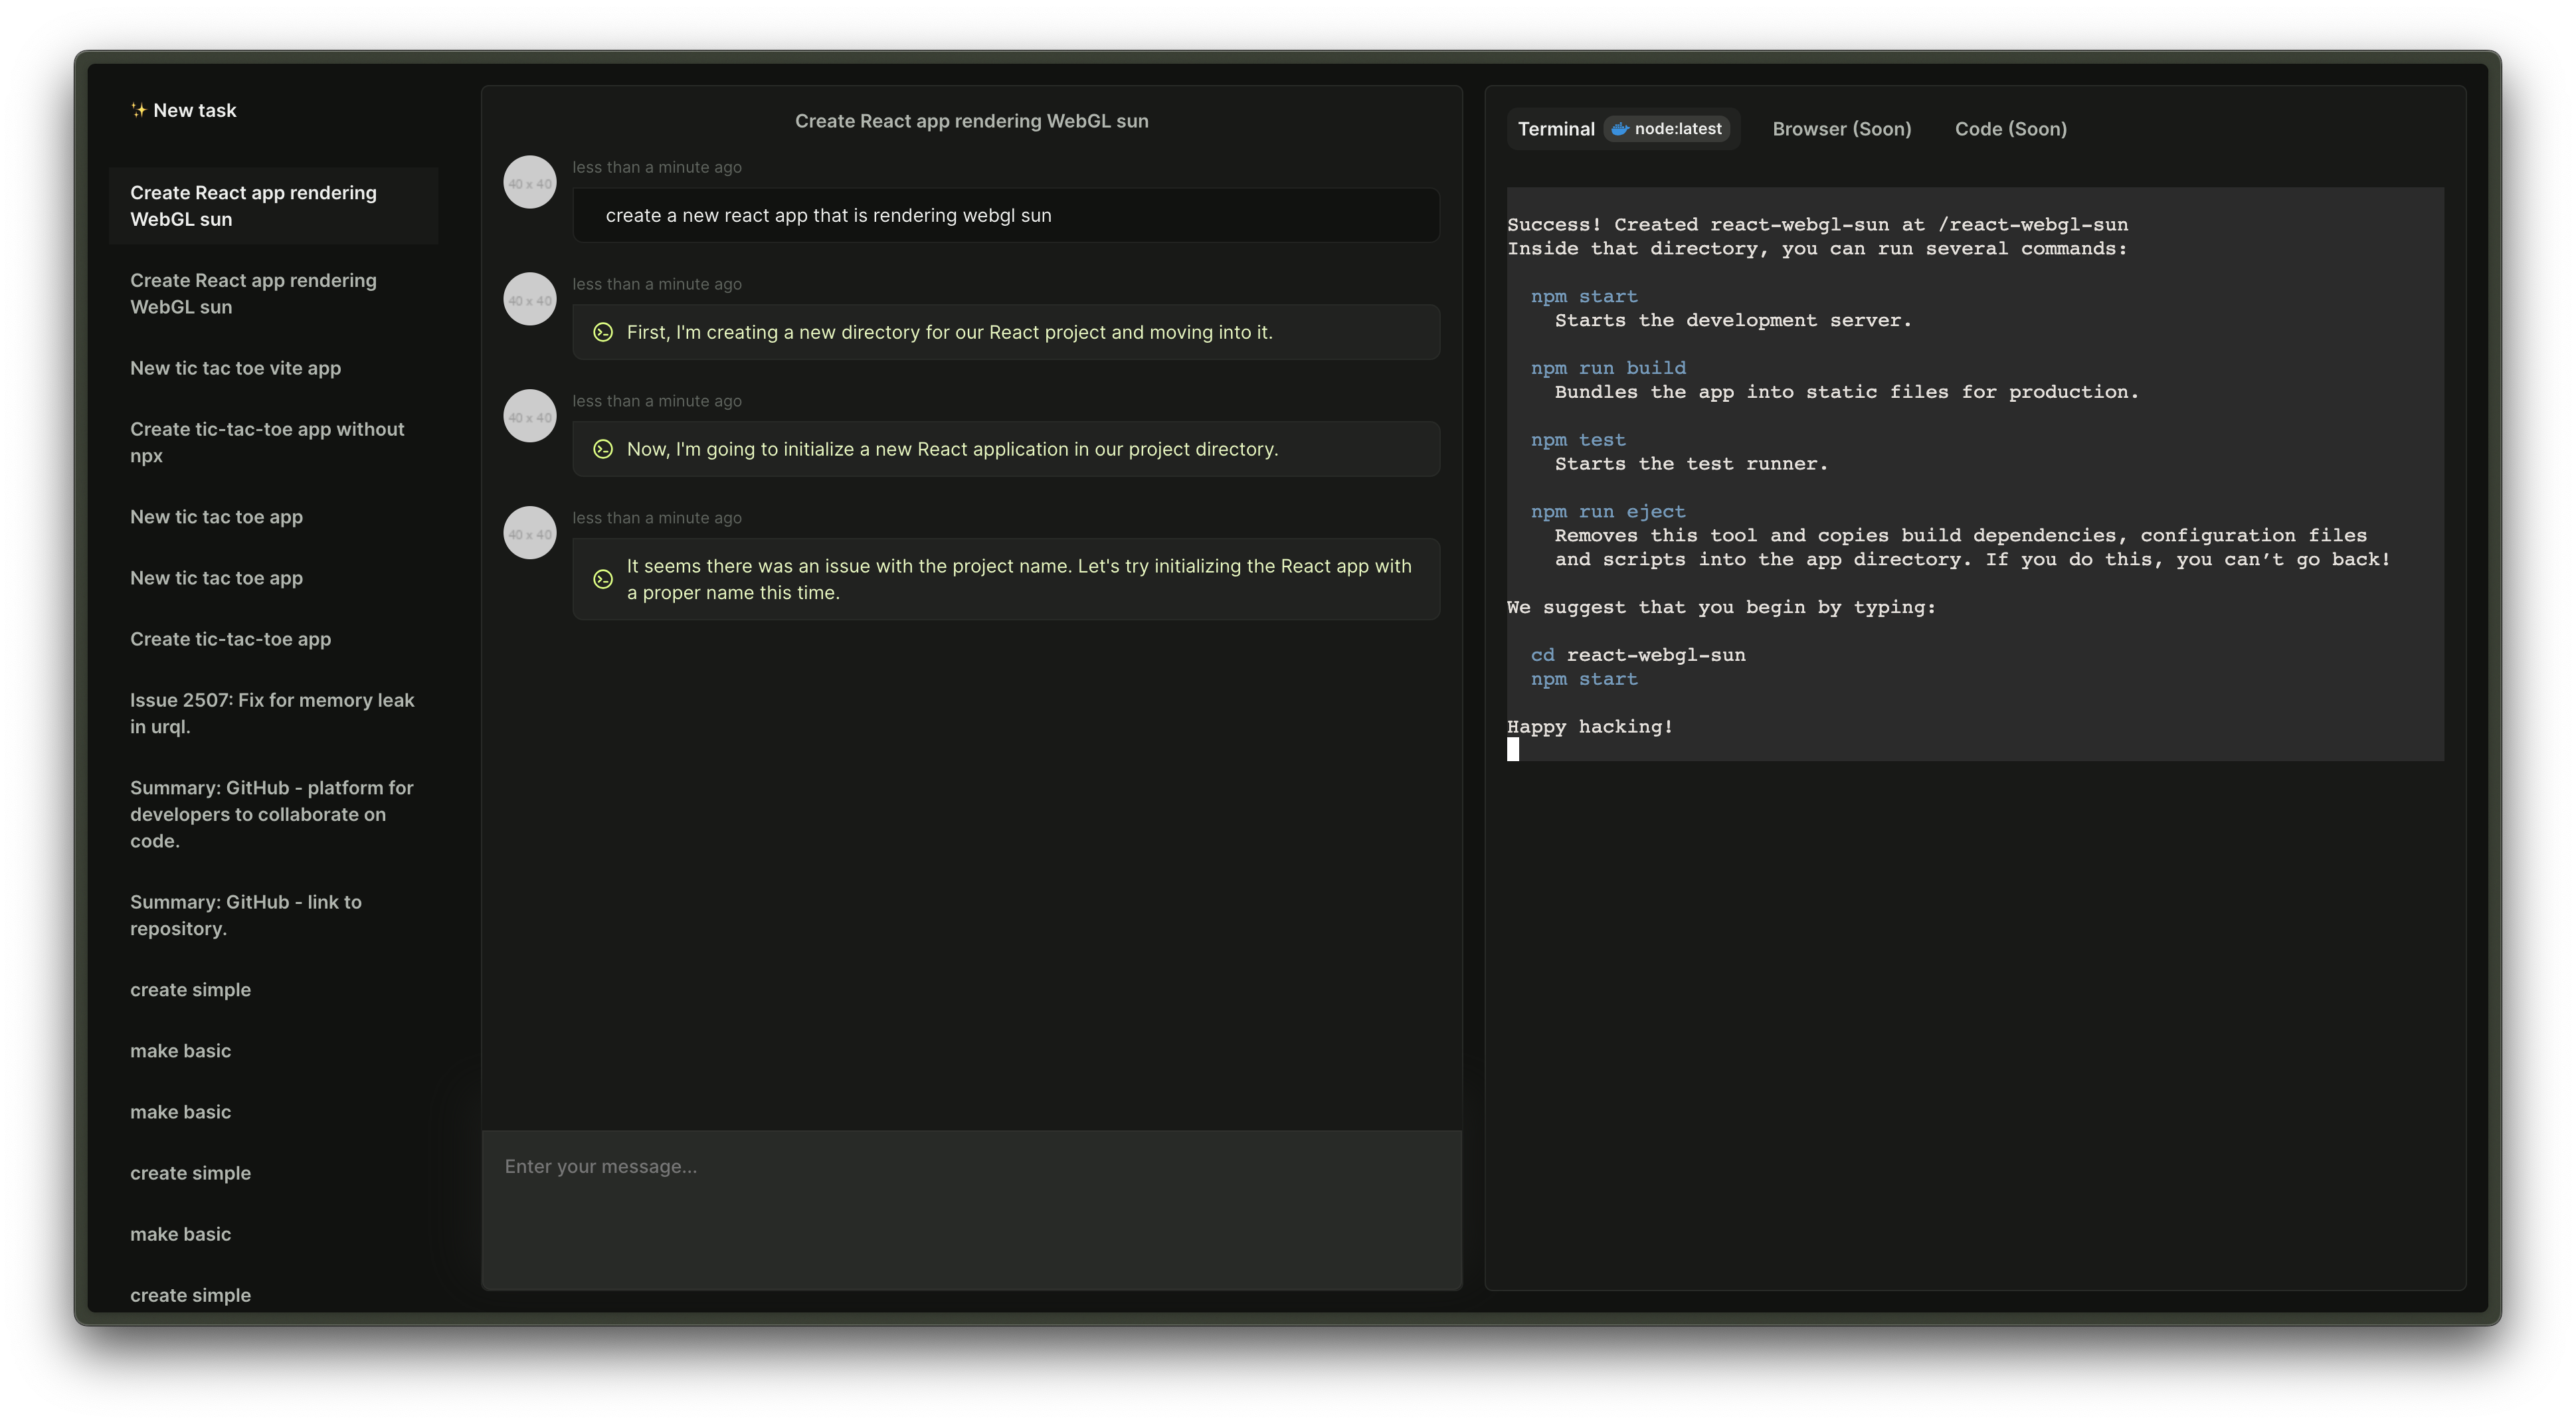 ✨ New task
Create React app rendering
WebGL sun
Create React app rendering
WebGL sun
New tic tac toe vite app
Create tic-tac-toe app without
npx
New tic tac toe app
New tic tac toe app
Create tic-tac-toe app
Issue 2507: Fix for memory leak
in urql.
Summary: GitHub - platform for
developers to collaborate on
code.
Summary: GitHub - link to
repository.
create simple
make basic
make basic
create simple
make basic
create simple
Create React app rendering WebGL sun
40 x 40
less than a minute ago
create a new react app that is rendering webgl sun
40 x 40
less than a minute ago
First, I'm creating a new directory for our React project and moving into it.
40 x 40
less than a minute ago
Now, I'm going to initialize a new React application in our project directory.
40 x 40
less than a minute ago
It seems there was an issue with the project name. Let's try initializing the React app with
a proper name this time.
Enter your message...
Terminal node:latest Browser (Soon) Code (Soon)
Success! Created react-webgl-sun at /react-webgl-sun
Inside that directory, you can run several commands:
npm start
Starts the development server.
npm run build
Bundles the app into static files for production.
npm test
Starts the test runner.
npm run eject
Removes this tool and copies build dependencies, configuration files
and scripts into the app directory. If you do this, you can’t go back!
We suggest that you begin by typing:
cd react-webgl-sun
npm start
Happy hacking!